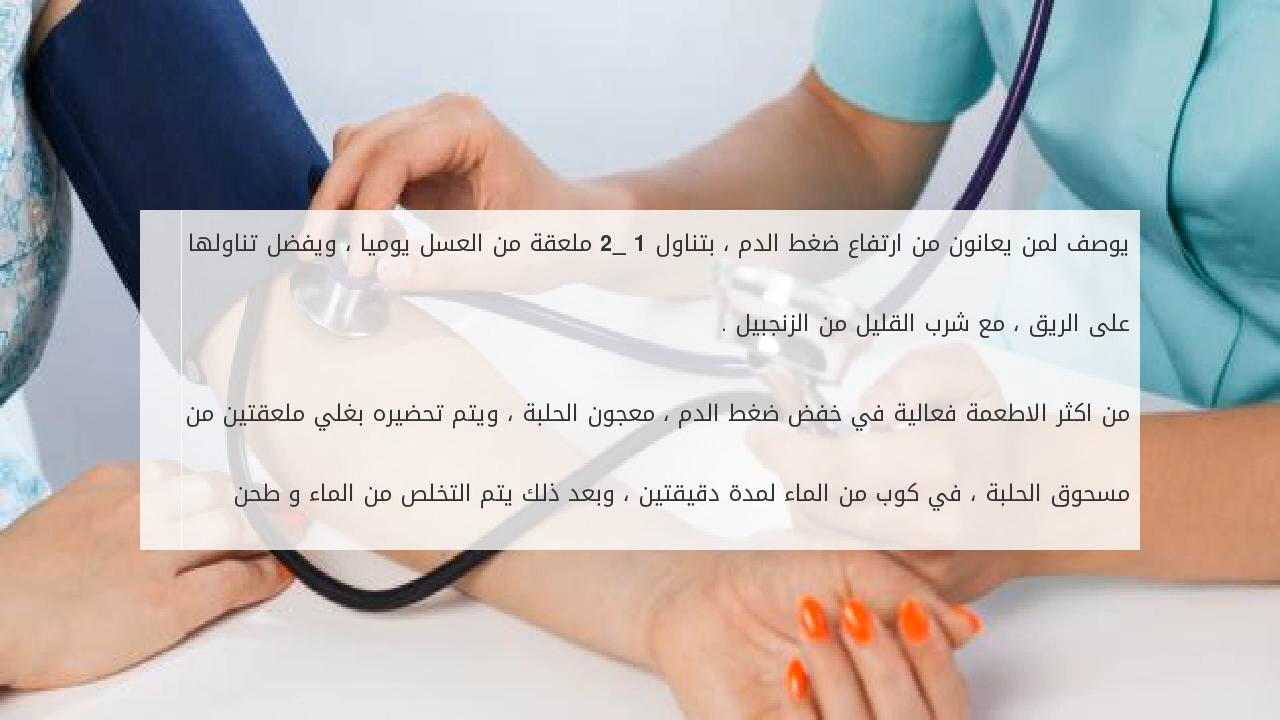 يوصف لمن يعانون من ارتفاع ضغط الدم ، بتناول 1 _2 ملعقة من العسل يوميا ، ويفضل تناولها
على الريق ، مع شرب القليل من الزنجبيل .
من اكثر الاطعمة فعالية في خفض ضغط الدم ، معجون الحلبة ، ويتم تحضيره بغلي ملعقتين من
مسحوق الحلبة ، في كوب من الماء لمدة دقيقتين ، وبعد ذلك يتم التخلص من الماء و طحن